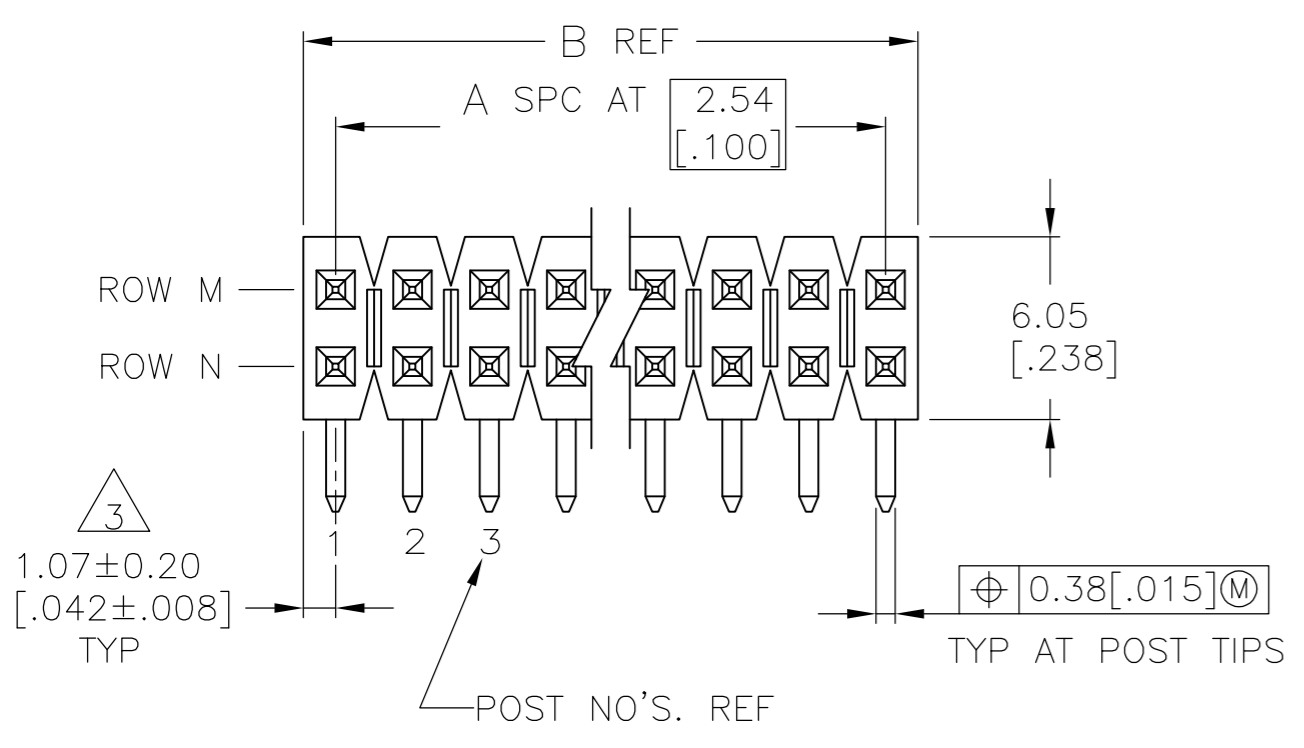 B REF
A SPC AT 2.54
[.100]
ROW M
ROW N
6.05
[.238]
3
1.07±0.20
[.042±.008]
TYP
1 2 3
⌖ 0.38[.015]Ⓜ
TYP AT POST TIPS
POST NO'S. REF